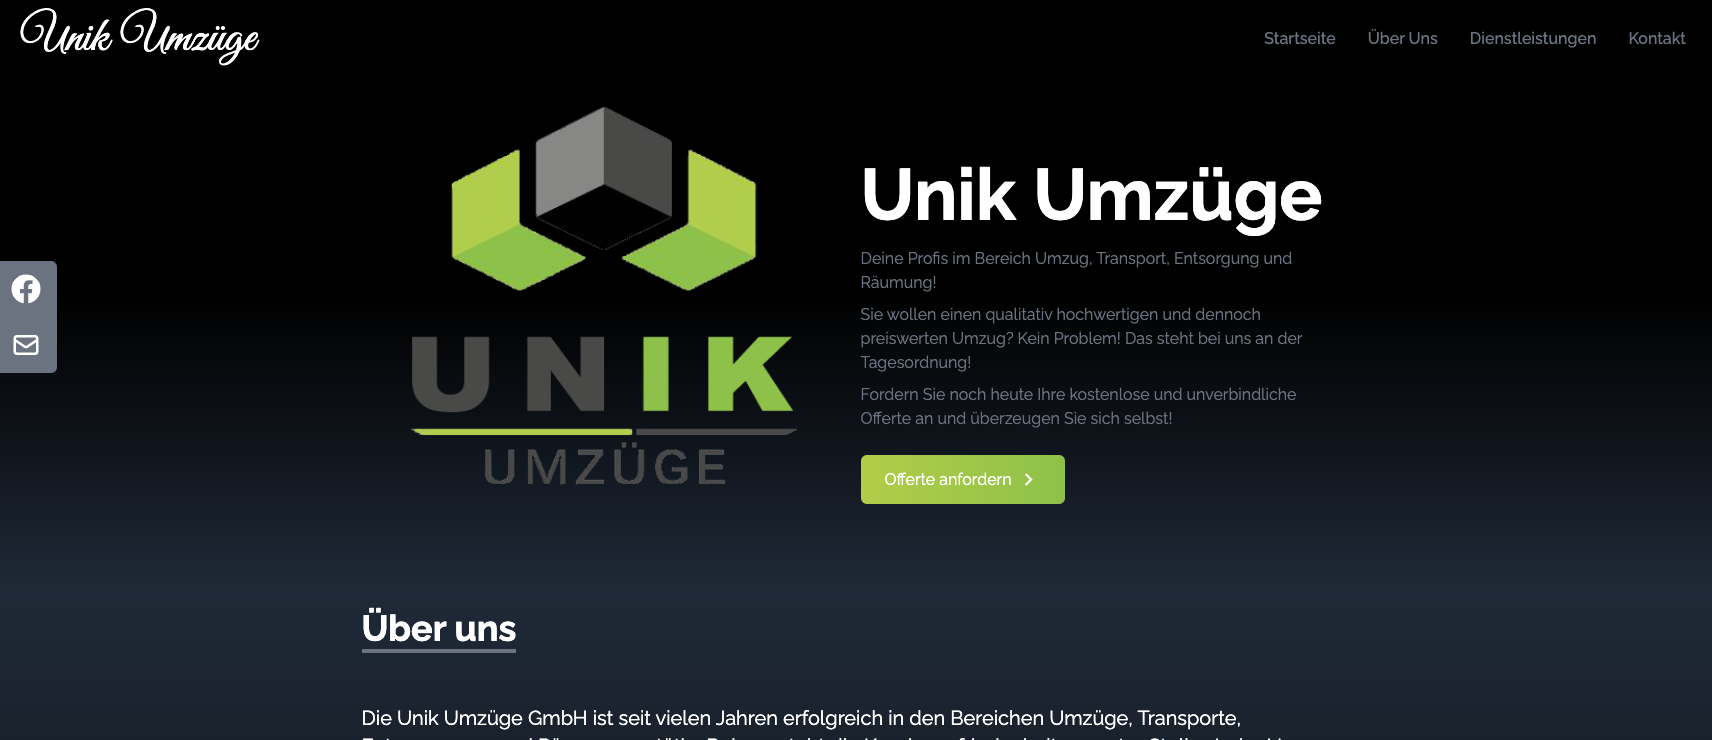 Unik Umzüge
Startseite
Über Uns
Dienstleistungen
Kontakt
UNIK
UMZÜGE
Unik Umzüge
Deine Profis im Bereich Umzug, Transport, Entsorgung und
Räumung!
Sie wollen einen qualitativ hochwertigen und dennoch
preiswerten Umzug? Kein Problem! Das steht bei uns an der
Tagesordnung!
Fordern Sie noch heute Ihre kostenlose und unverbindliche
Offerte an und überzeugen Sie sich selbst!
Offerte anfordern
Über uns
Die Unik Umzüge GmbH ist seit vielen Jahren erfolgreich in den Bereichen Umzüge, Transporte,